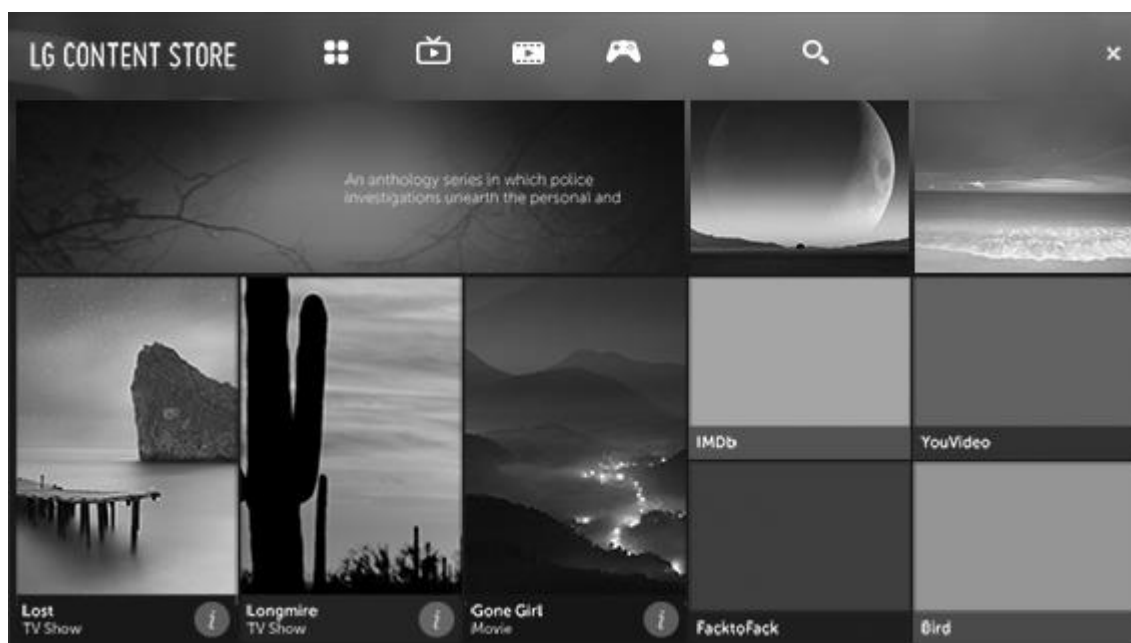 LG CONTENT STORE
An anthology series in which police
investigations unearth the personal and
IMDb
YouVideo
Lost
TV Show
Longmire
TV Show
Gone Girl
Movie
FacktoFack
Bird